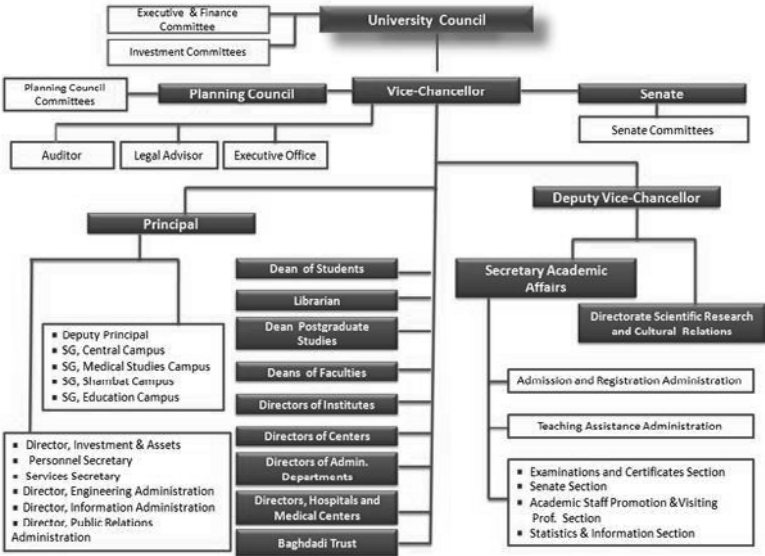 Executive & Finance
Committee
University Council
Investment Committees
Planning Council
Committees
Planning Council
Vice-Chancellor
Senate
Senate Committees
Auditor
Legal Advisor
Executive Office
Deputy Vice-Chancellor
Principal
Dean of Students
Secretary Academic
Affairs
Librarian
Directorate Scientific Research
and Cultural Relations
Dean Postgraduate
Studies
▪ Deputy Principal
▪ SG, Central Campus
▪ SG, Medical Studies Campus
▪ SG, Shambat Campus
▪ SG, Education Campus
Deans of Faculties
Admission and Registration Administration
Directors of Institutes
Teaching Assistance Administration
Directors of Centers
▪ Director, Investment & Assets
▪ Personnel Secretary
▪ Services Secretary
▪ Director, Engineering Administration
▪ Director, Information Administration
▪ Director, Public Relations
Administration
Directors of Admin.
Departments
Directors, Hospitals and
Medical Centers
Baghdadi Trust
▪ Examinations and Certificates Section
▪ Senate Section
▪ Academic Staff Promotion & Visiting
Prof. Section
▪ Statistics & Information Section